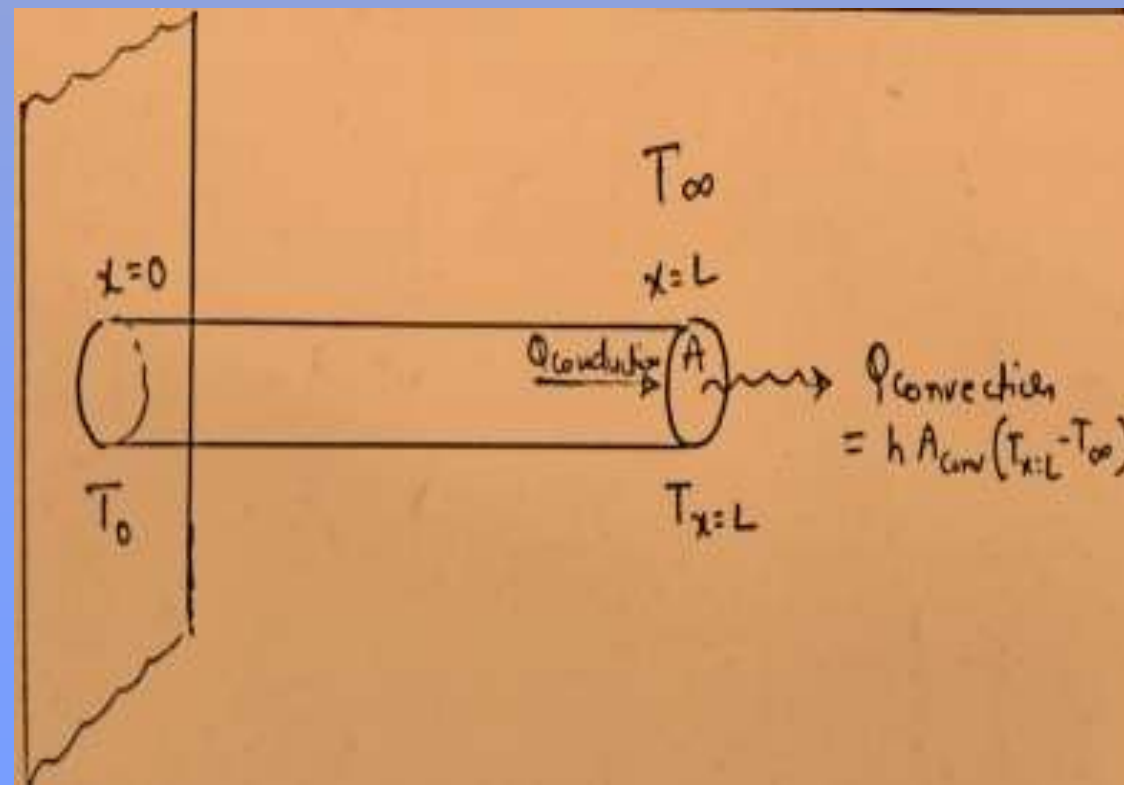 T∞
x=0
x=L
Qconduction
A
Qconvection
= h Aconv(Tx=L-T∞)
T0
Tx=L